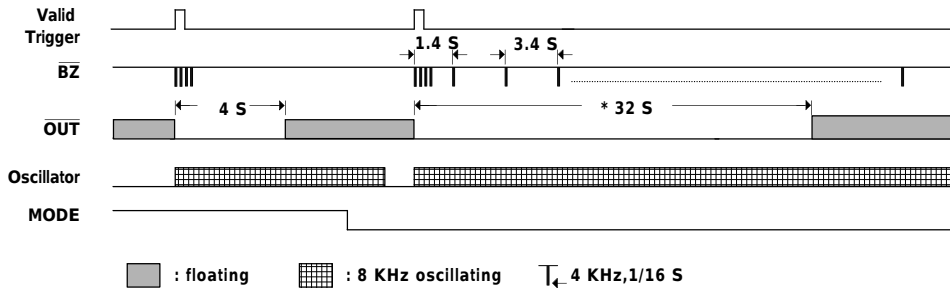 Valid
Trigger
1.4 S
3.4 S
BZ
4 S
* 32 S
OUT
Oscillator
MODE
: floating
: 8 KHz oscillating
4 KHz,1/16 S